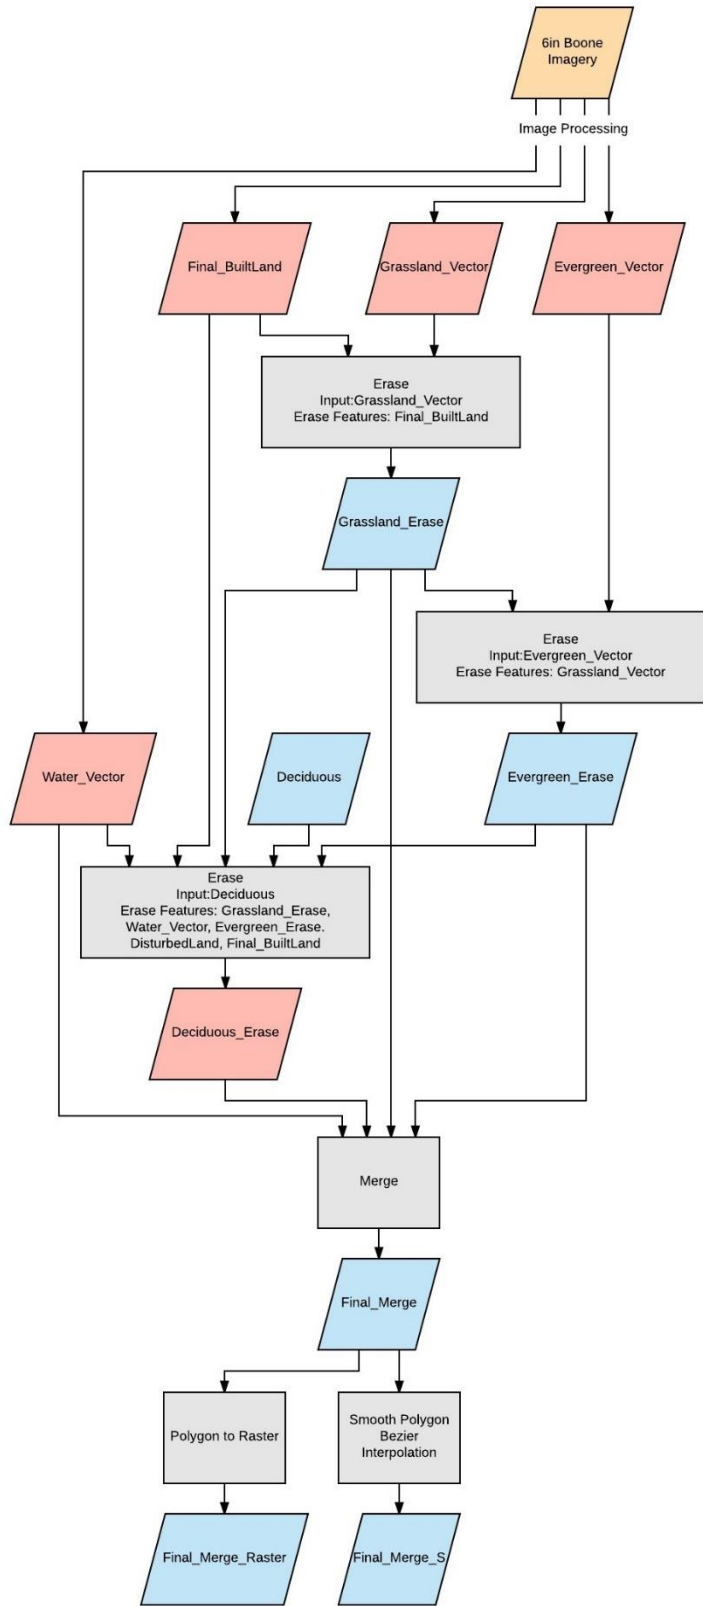 6in Boone
Imagery
Image Processing
Final_BuiltLand
Grassland_Vector
Evergreen_Vector
Erase
Input:Grassland_Vector
Erase Features: Final_BuiltLand
Grassland_Erase
Erase
Input:Evergreen_Vector
Erase Features: Grassland_Vector
Water_Vector
Deciduous
Evergreen_Erase
Erase
Input:Deciduous
Erase Features: Grassland_Erase,
Water_Vector, Evergreen_Erase.
DisturbedLand, Final_BuiltLand
Deciduous_Erase
Merge
Final_Merge
Polygon to Raster
Smooth Polygon
Bezier
Interpolation
Final_Merge_Raster
Final_Merge_S